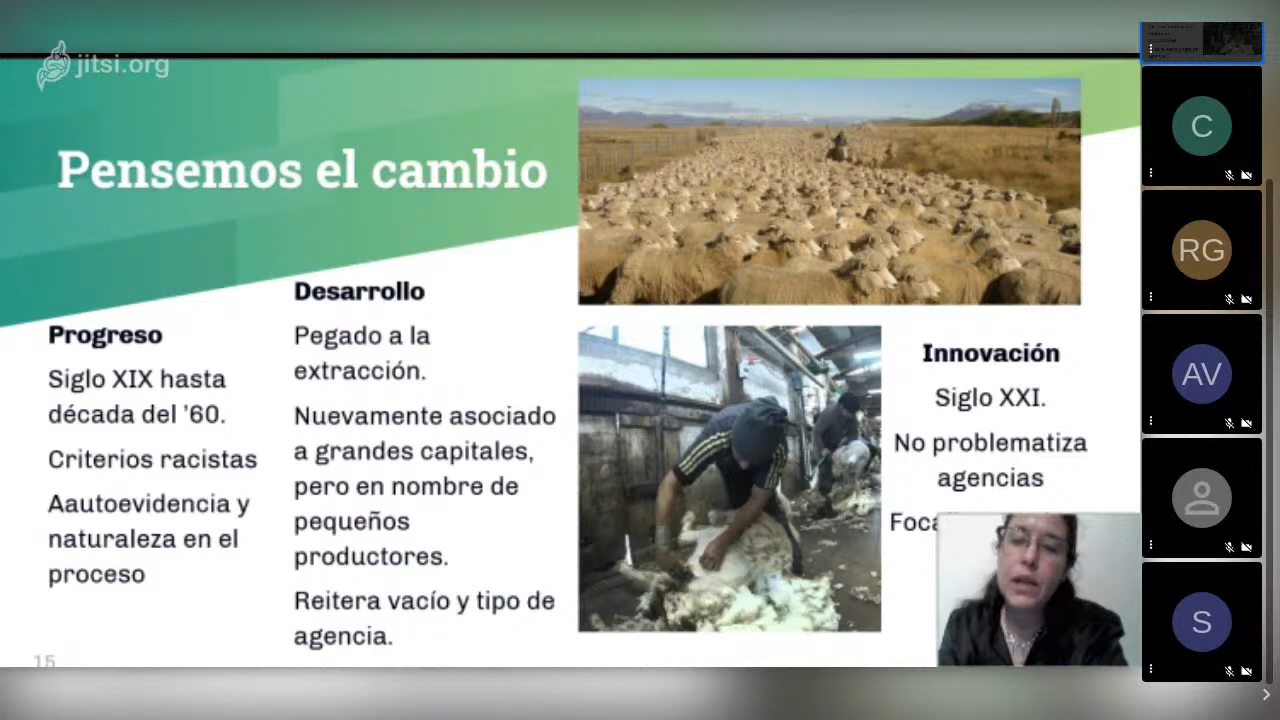 jitsi.org
Pensemos el cambio
Progreso
Siglo XIX hasta
década del ’60.
Criterios racistas
Aautoevidencia y
naturaleza en el
proceso
Desarrollo
Pegado a la
extracción.
Nuevamente asociado
a grandes capitales,
pero en nombre de
pequeños
productores.
Reitera vacío y tipo de
agencia.
Innovación
Siglo XXI.
No problematiza
agencias
15
C
RG
AV
S